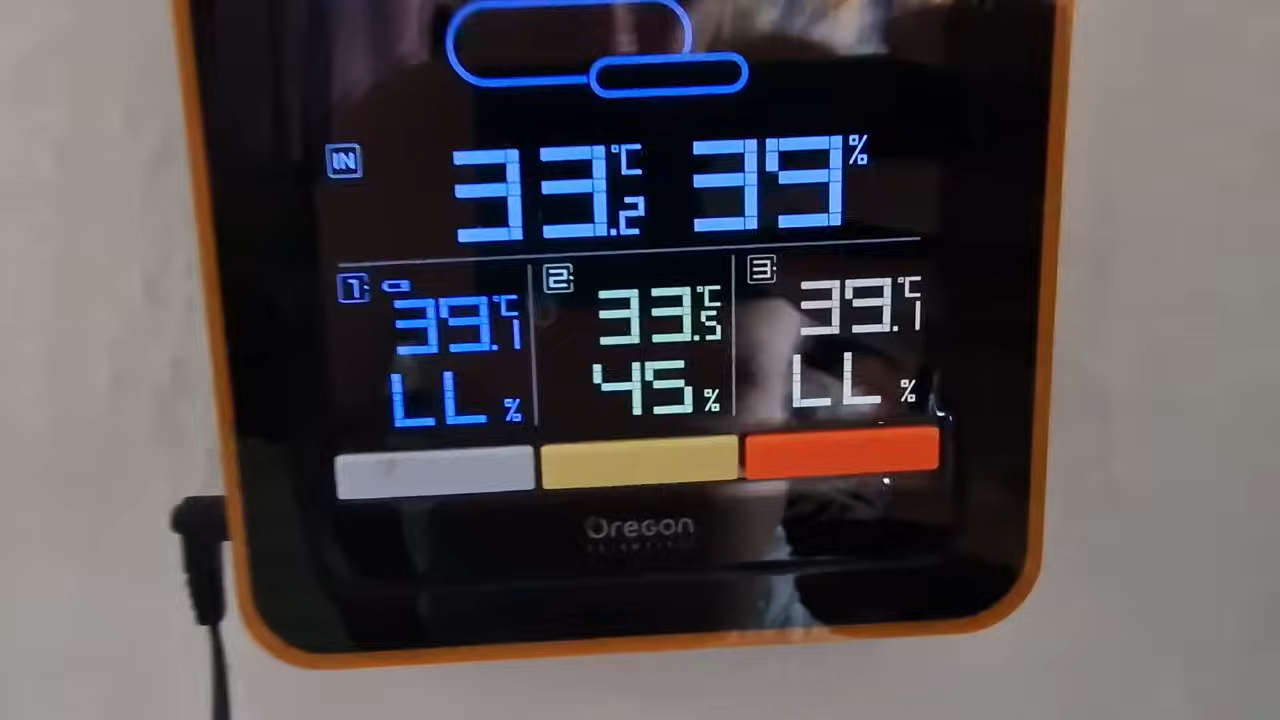 IN 33.2 °C 39 %
1 2 3
39.1 °C 33.5 °C 39.1 °C
LL % 45 % LL %
Oregon